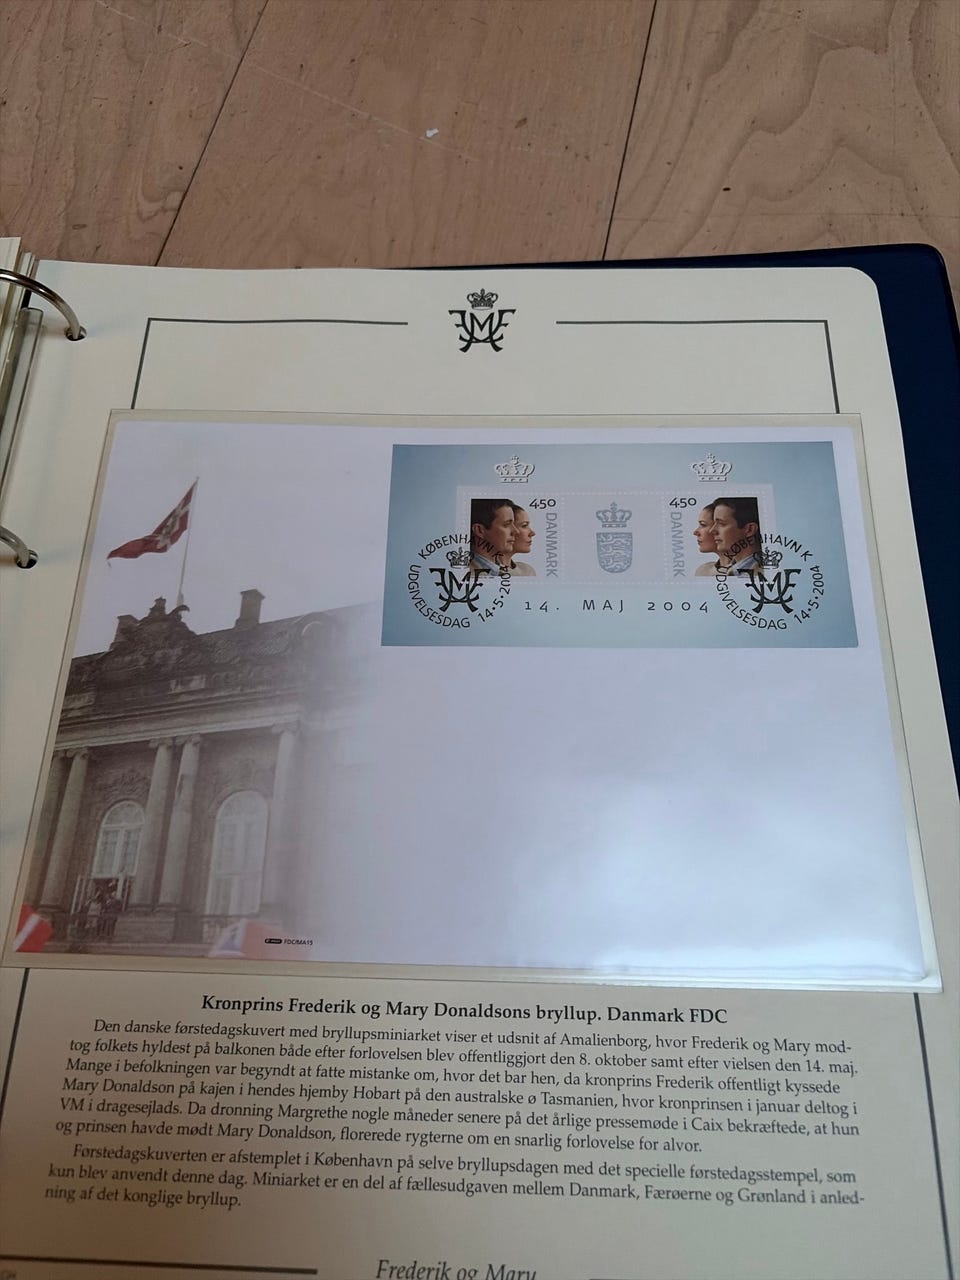 4.50 DANMARK
DANMARK 4.50
KØBENHAVN K
UDGIVELSESDAG 14.5.2004
KØBENHAVN K
UDGIVELSESDAG 14.5.2004
14. MAJ 2004
FDC/MA15
Kronprins Frederik og Mary Donaldsons bryllup. Danmark FDC
Den danske førstedagskuvert med bryllupsminiarket viser et udsnit af Amalienborg, hvor Frederik og Mary mod-
tog folkets hyldest på balkonen både efter forlovelsen blev offentliggjort den 8. oktober samt efter vielsen den 14. maj.
Mange i befolkningen var begyndt at fatte mistanke om, hvor det bar hen, da kronprins Frederik offentligt kyssede
Mary Donaldson på kajen i hendes hjemby Hobart på den australske ø Tasmanien, hvor kronprinsen i januar deltog i
VM i dragesejlads. Da dronning Margrethe nogle måneder senere på det årlige pressemøde i Caix bekræftede, at hun
og prinsen havde mødt Mary Donaldson, florerede rygterne om en snarlig forlovelse for alvor.
Førstedagskuverten er afstemplet i København på selve bryllupsdagen med det specielle førstedagsstempel, som
kun blev anvendt denne dag. Miniarket er en del af fællesudgaven mellem Danmark, Færøerne og Grønland i anled-
ning af det konglige bryllup.
Frederik og Mary